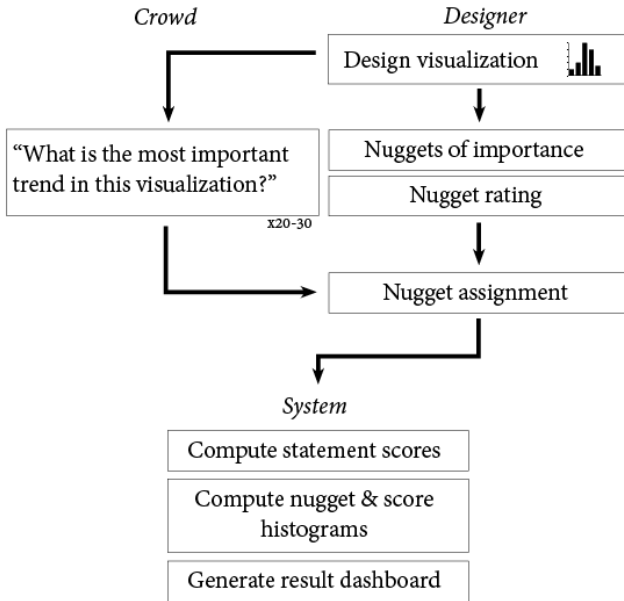 Crowd
Designer
Design visualization
“What is the most important
trend in this visualization?”
x20-30
Nuggets of importance
Nugget rating
Nugget assignment
System
Compute statement scores
Compute nugget & score
histograms
Generate result dashboard